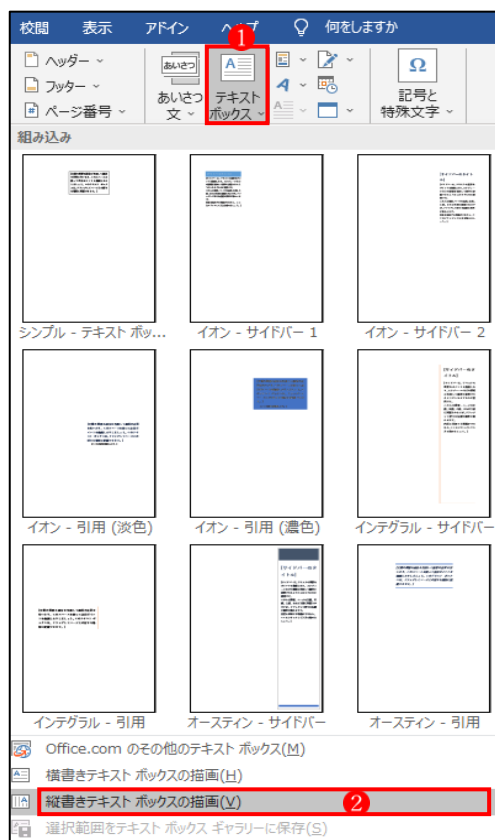 校閲 表示 アドイン ヘルプ 何をしますか
1
ヘッダー
フッター
ページ番号
あいさつ
あいさつ
文
A
テキスト
ボックス
A
A
Ω
記号と
特殊文字
組み込み
シンプル - テキスト ボッ...
イオン - サイドバー 1
イオン - サイドバー 2
イオン - 引用 (淡色)
イオン - 引用 (濃色)
インテグラル - サイドバー
インテグラル - 引用
オースティン - サイドバー
オースティン - 引用
Office.com のその他のテキスト ボックス(M)
横書きテキスト ボックスの描画(H)
縦書きテキスト ボックスの描画(V) 2
選択範囲をテキスト ボックス ギャラリーに保存(S)